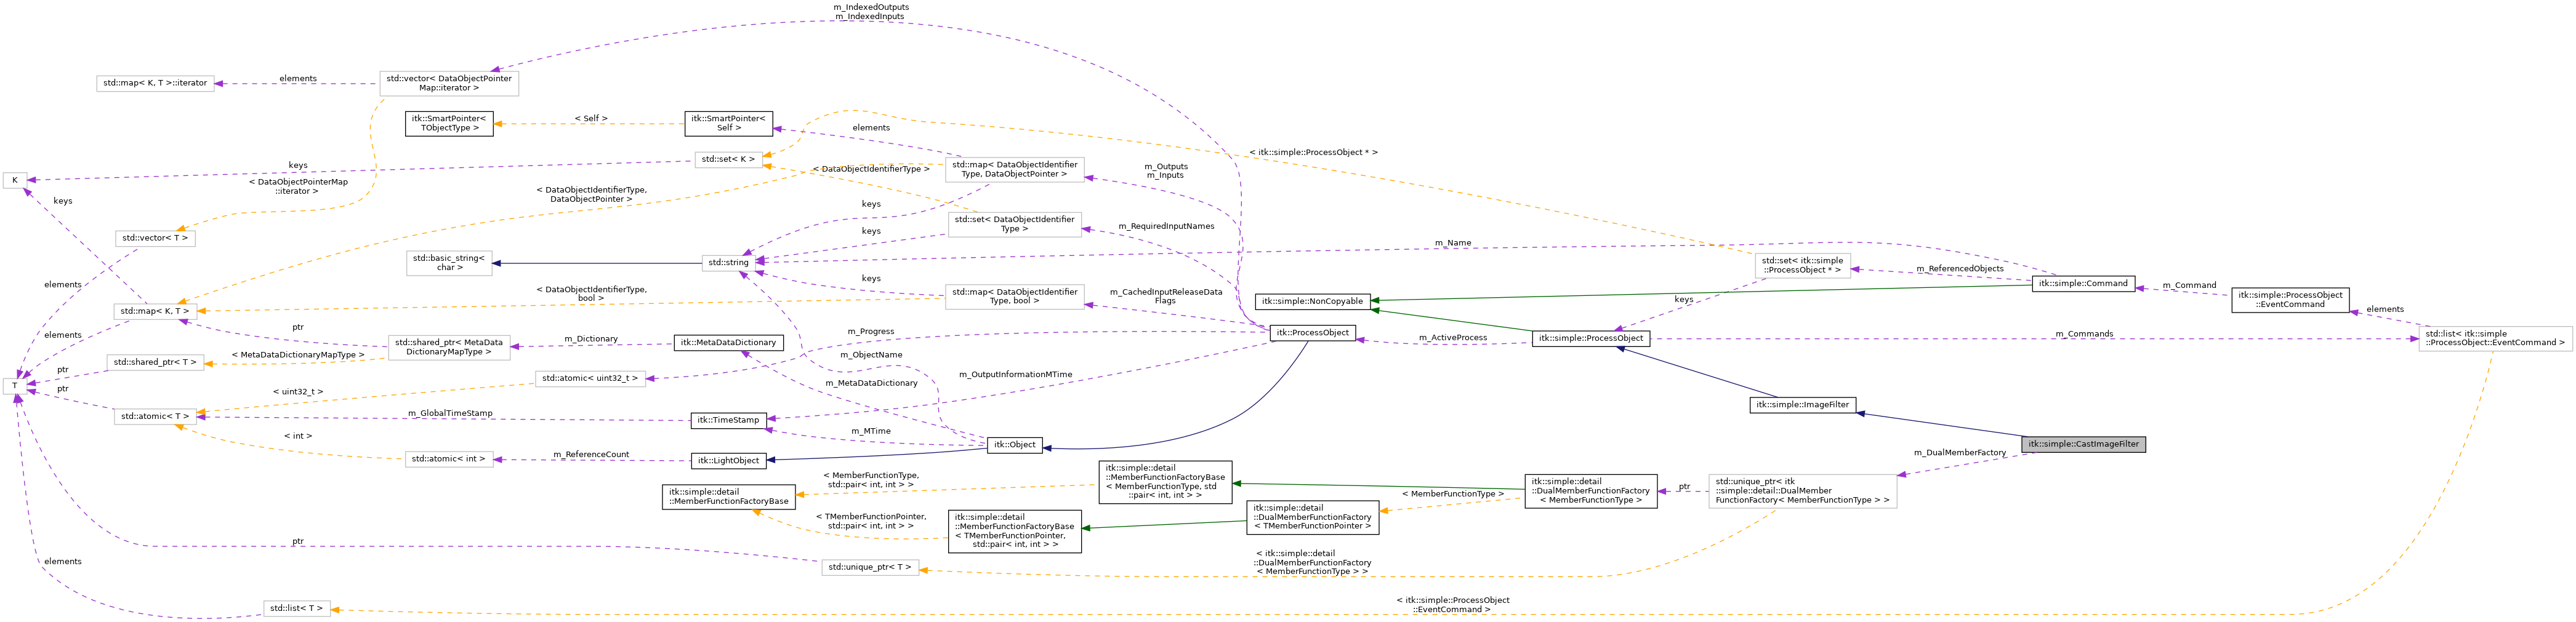 m_IndexedOutputs
m_IndexedInputs
std::map< K, T >::iterator
elements
std::vector< DataObjectPointer
Map::iterator >
itk::SmartPointer<
TObjectType >
< Self >
itk::SmartPointer<
Self >
elements
std::set< K >
< itk::simple::ProcessObject * >
keys
K
< DataObjectPointerMap
::iterator >
< DataObjectIdentifierType >
std::map< DataObjectIdentifier
Type, DataObjectPointer >
m_Outputs
m_Inputs
< DataObjectIdentifierType,
DataObjectPointer >
keys
keys
std::set< DataObjectIdentifier
Type >
m_RequiredInputNames
keys
std::vector< T >
m_Name
std::basic_string<
char >
std::string
std::set< itk::simple
::ProcessObject * >
m_ReferencedObjects
itk::simple::Command
m_Command
itk::simple::ProcessObject
::EventCommand
elements
elements
keys
< DataObjectIdentifierType,
bool >
std::map< DataObjectIdentifier
Type, bool >
m_CachedInputReleaseData
Flags
itk::simple::NonCopyable
keys
std::map< K, T >
elements
ptr
std::shared_ptr< MetaData
DictionaryMapType >
m_Dictionary
itk::MetaDataDictionary
m_Progress
itk::ProcessObject
m_ActiveProcess
itk::simple::ProcessObject
m_Commands
std::list< itk::simple
::ProcessObject::EventCommand >
std::shared_ptr< T >
< MetaDataDictionaryMapType >
m_ObjectName
ptr
T
ptr
std::atomic< uint32_t >
m_MetaDataDictionary
m_OutputInformationMTime
< uint32_t >
std::atomic< T >
m_GlobalTimeStamp
itk::TimeStamp
m_MTime
itk::simple::ImageFilter
< int >
itk::Object
itk::simple::CastImageFilter
std::atomic< int >
m_ReferenceCount
itk::LightObject
m_DualMemberFactory
itk::simple::detail
::MemberFunctionFactoryBase
< MemberFunctionType,
std::pair< int, int > >
itk::simple::detail
::MemberFunctionFactoryBase
< MemberFunctionType, std
::pair< int, int > >
< MemberFunctionType >
itk::simple::detail
::DualMemberFunctionFactory
< MemberFunctionType >
ptr
std::unique_ptr< itk
::simple::detail::DualMember
FunctionFactory< MemberFunctionType > >
< TMemberFunctionPointer,
std::pair< int, int > >
itk::simple::detail
::MemberFunctionFactoryBase
< TMemberFunctionPointer,
std::pair< int, int > >
itk::simple::detail
::DualMemberFunctionFactory
< TMemberFunctionPointer >
ptr
std::unique_ptr< T >
< itk::simple::detail
::DualMemberFunctionFactory
< MemberFunctionType > >
elements
std::list< T >
< itk::simple::ProcessObject
::EventCommand >